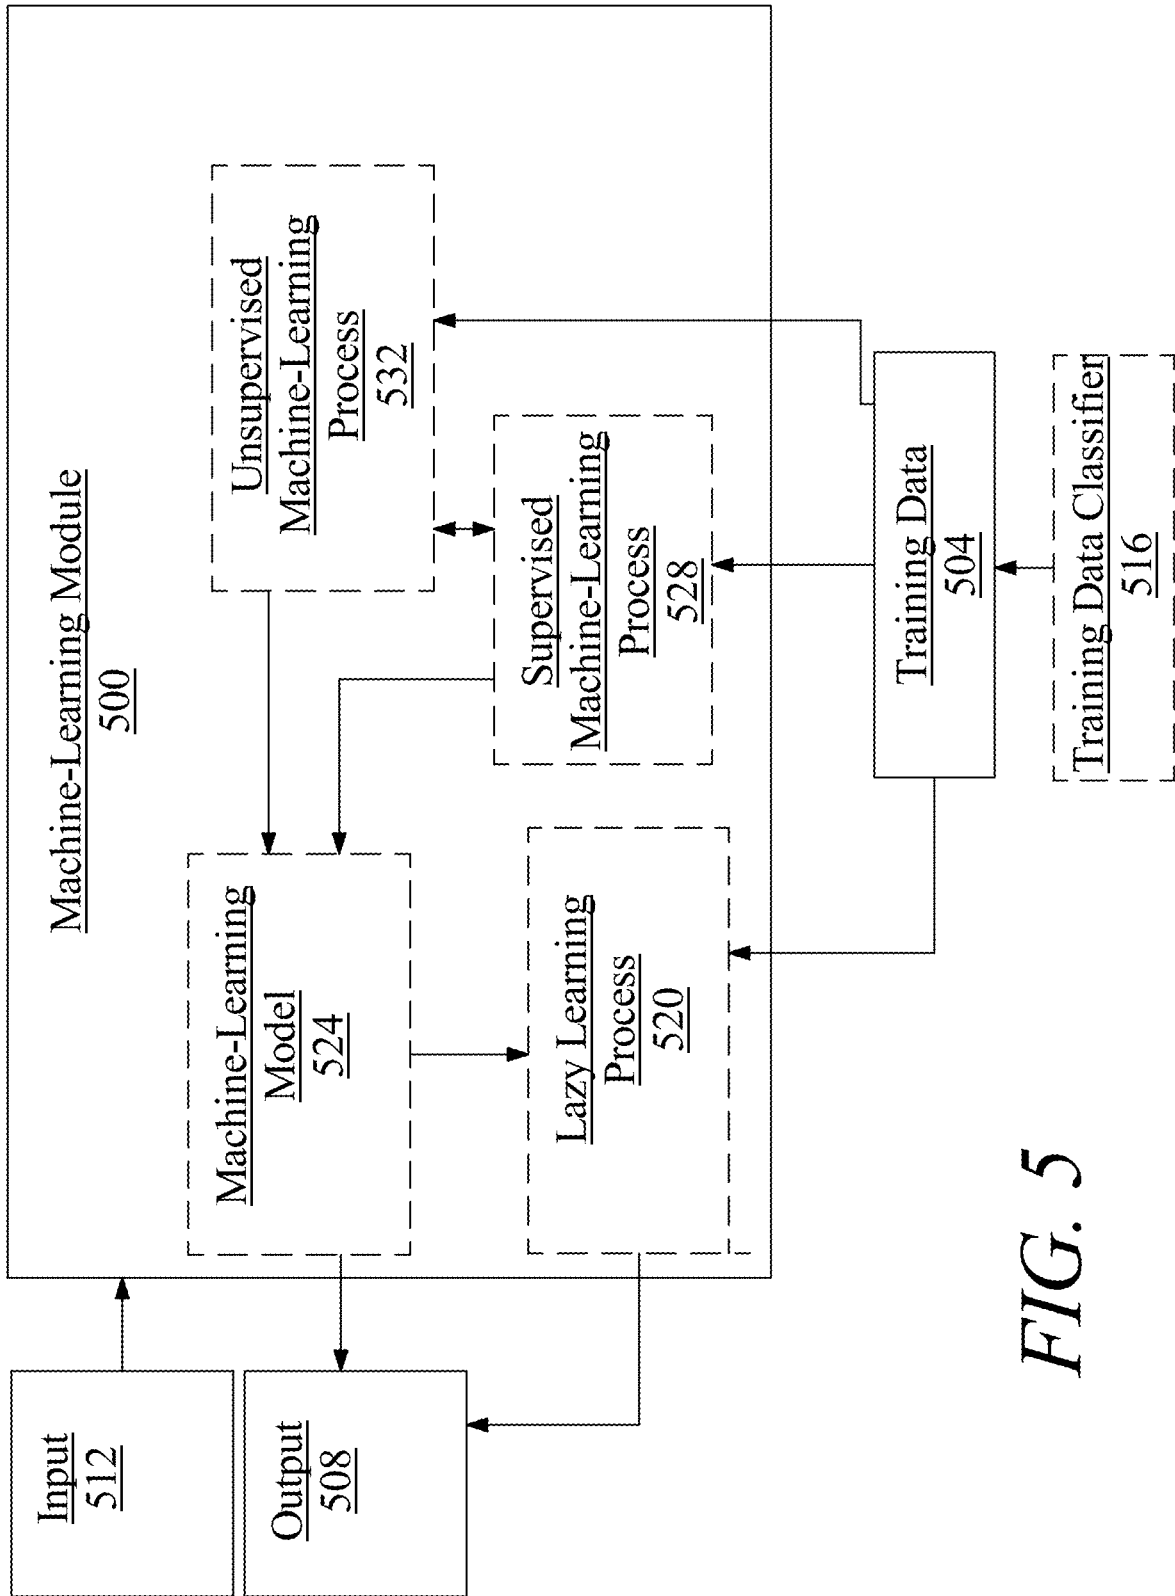 Machine-Learning Module
500
Input
512
Output
508
Machine-Learning
Model
524
Unsupervised
Machine-Learning
Process
532
Lazy Learning
Process
520
Supervised
Machine-Learning
Process
528
Training Data
504
Training Data Classifier
516
FIG. 5